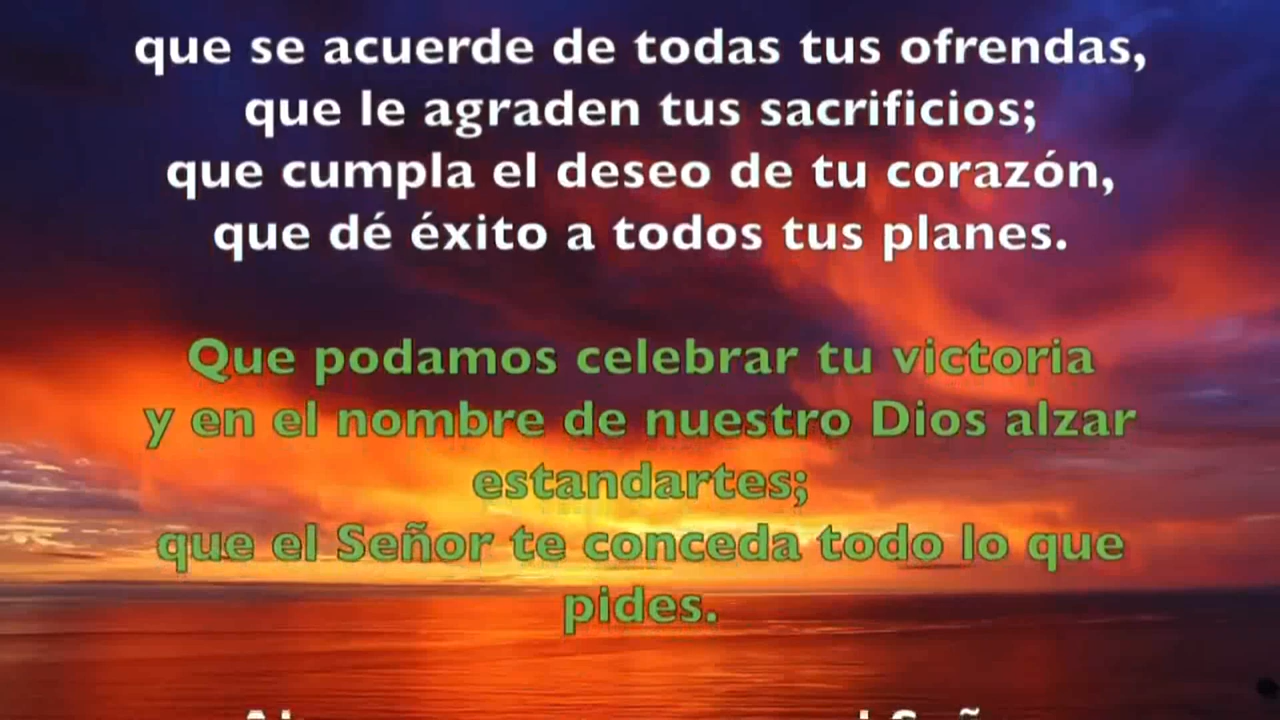 que se acuerde de todas tus ofrendas,
que le agraden tus sacrificios;
que cumpla el deseo de tu corazón,
que dé éxito a todos tus planes.
Que podamos celebrar tu victoria
y en el nombre de nuestro Dios alzar
estandartes;
que el Señor te conceda todo lo que
pides.